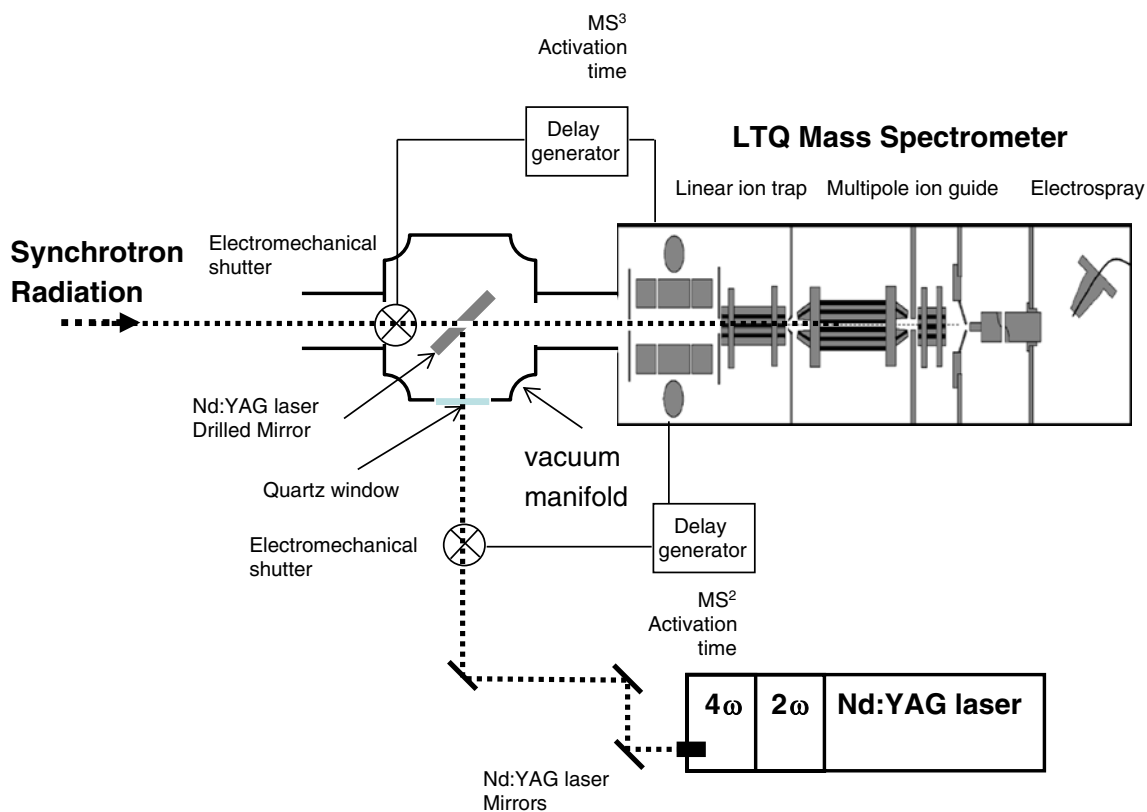 MS³
Activation
time
Delay
generator
LTQ Mass Spectrometer
Linear ion trap
Multipole ion guide
Electrospray
Electromechanical
shutter
Synchrotron
Radiation
Nd:YAG laser
Drilled Mirror
Quartz window
vacuum
manifold
Electromechanical
shutter
Delay
generator
MS²
Activation
time
4ω
2ω
Nd:YAG laser
Nd:YAG laser
Mirrors